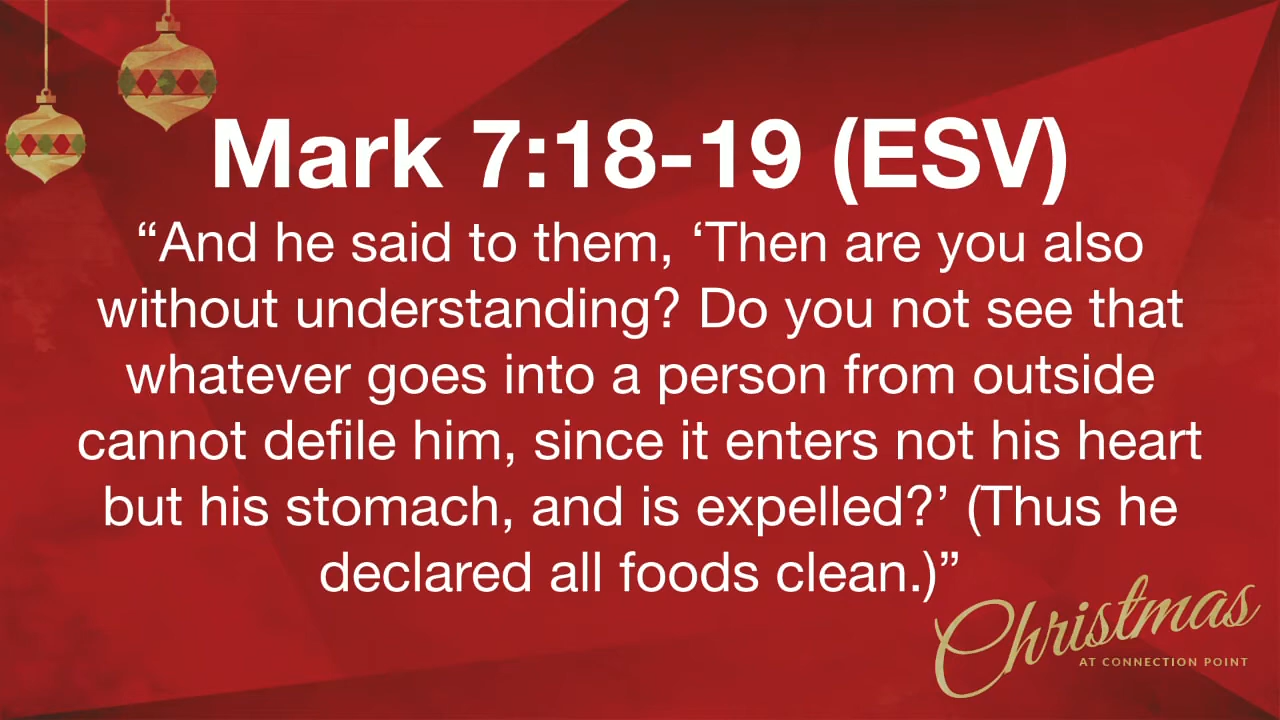 Mark 7:18-19 (ESV)
“And he said to them, ‘Then are you also
without understanding? Do you not see that
whatever goes into a person from outside
cannot defile him, since it enters not his heart
but his stomach, and is expelled?’ (Thus he
declared all foods clean.)”
Christmas
AT CONNECTION POINT